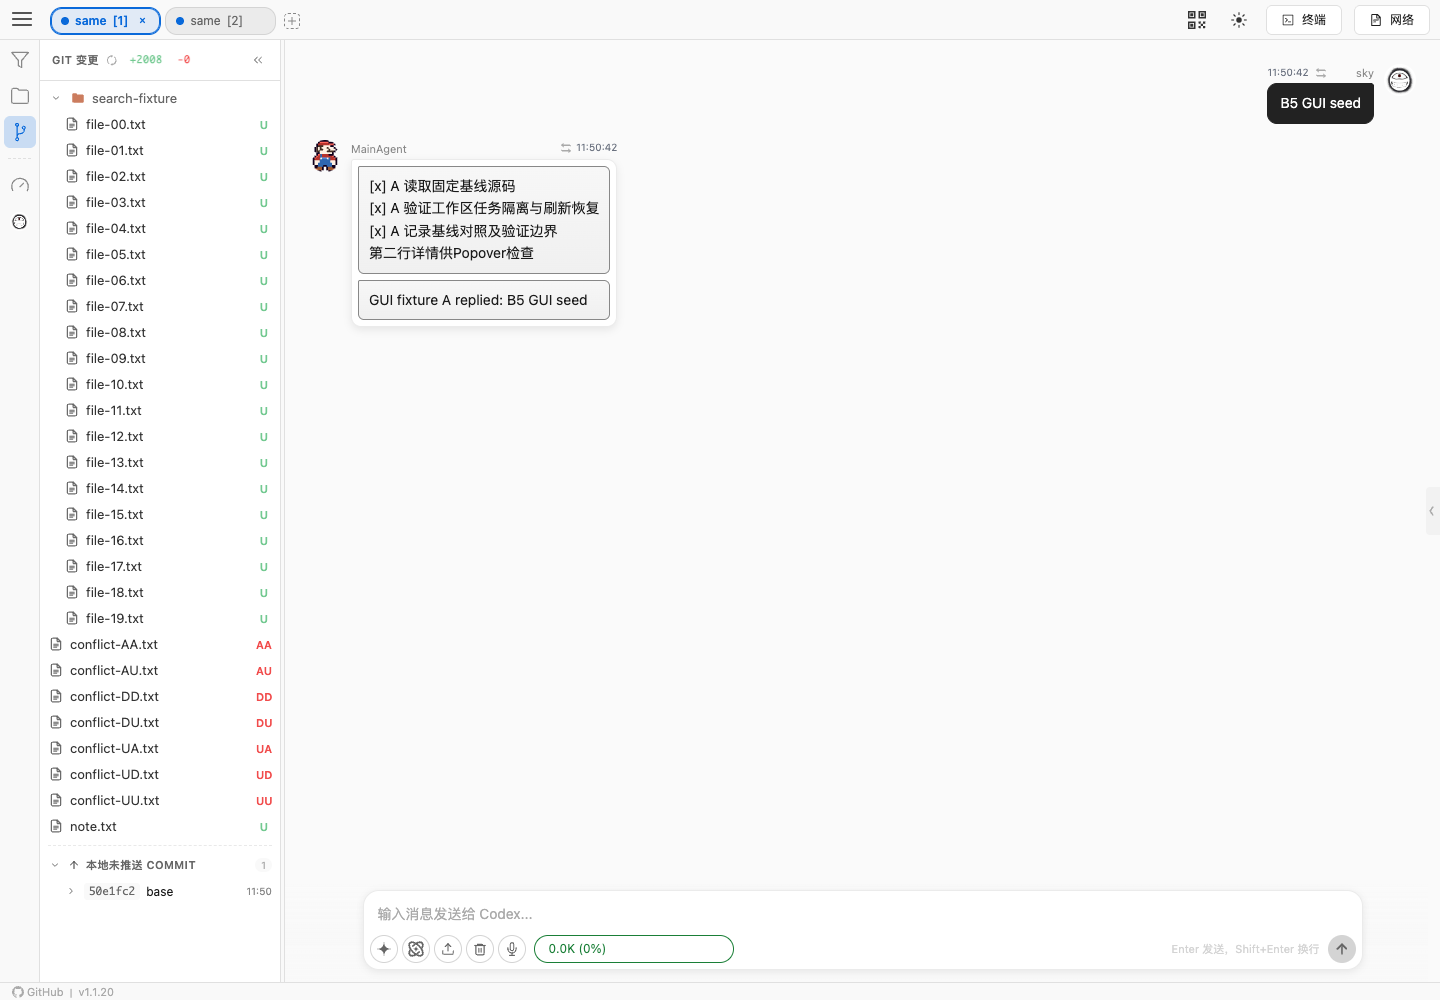 same [1] ×
same [2]
终端
网络
GIT 变更 +2008 -0
search-fixture
file-00.txt U
file-01.txt U
file-02.txt U
file-03.txt U
file-04.txt U
file-05.txt U
file-06.txt U
file-07.txt U
file-08.txt U
file-09.txt U
file-10.txt U
file-11.txt U
file-12.txt U
file-13.txt U
file-14.txt U
file-15.txt U
file-16.txt U
file-17.txt U
file-18.txt U
file-19.txt U
conflict-AA.txt AA
conflict-AU.txt AU
conflict-DD.txt DD
conflict-DU.txt DU
conflict-UA.txt UA
conflict-UD.txt UD
conflict-UU.txt UU
note.txt U
本地未推送 COMMIT 1
50e1fc2 base 11:50
11:50:42 sky
B5 GUI seed
MainAgent 11:50:42
[x] A 读取固定基线源码
[x] A 验证工作区任务隔离与刷新恢复
[x] A 记录基线对照及验证边界
第二行详情供Popover检查
GUI fixture A replied: B5 GUI seed
输入消息发送给 Codex...
0.0K (0%)
Enter 发送，Shift+Enter 换行
GitHub | v1.1.20